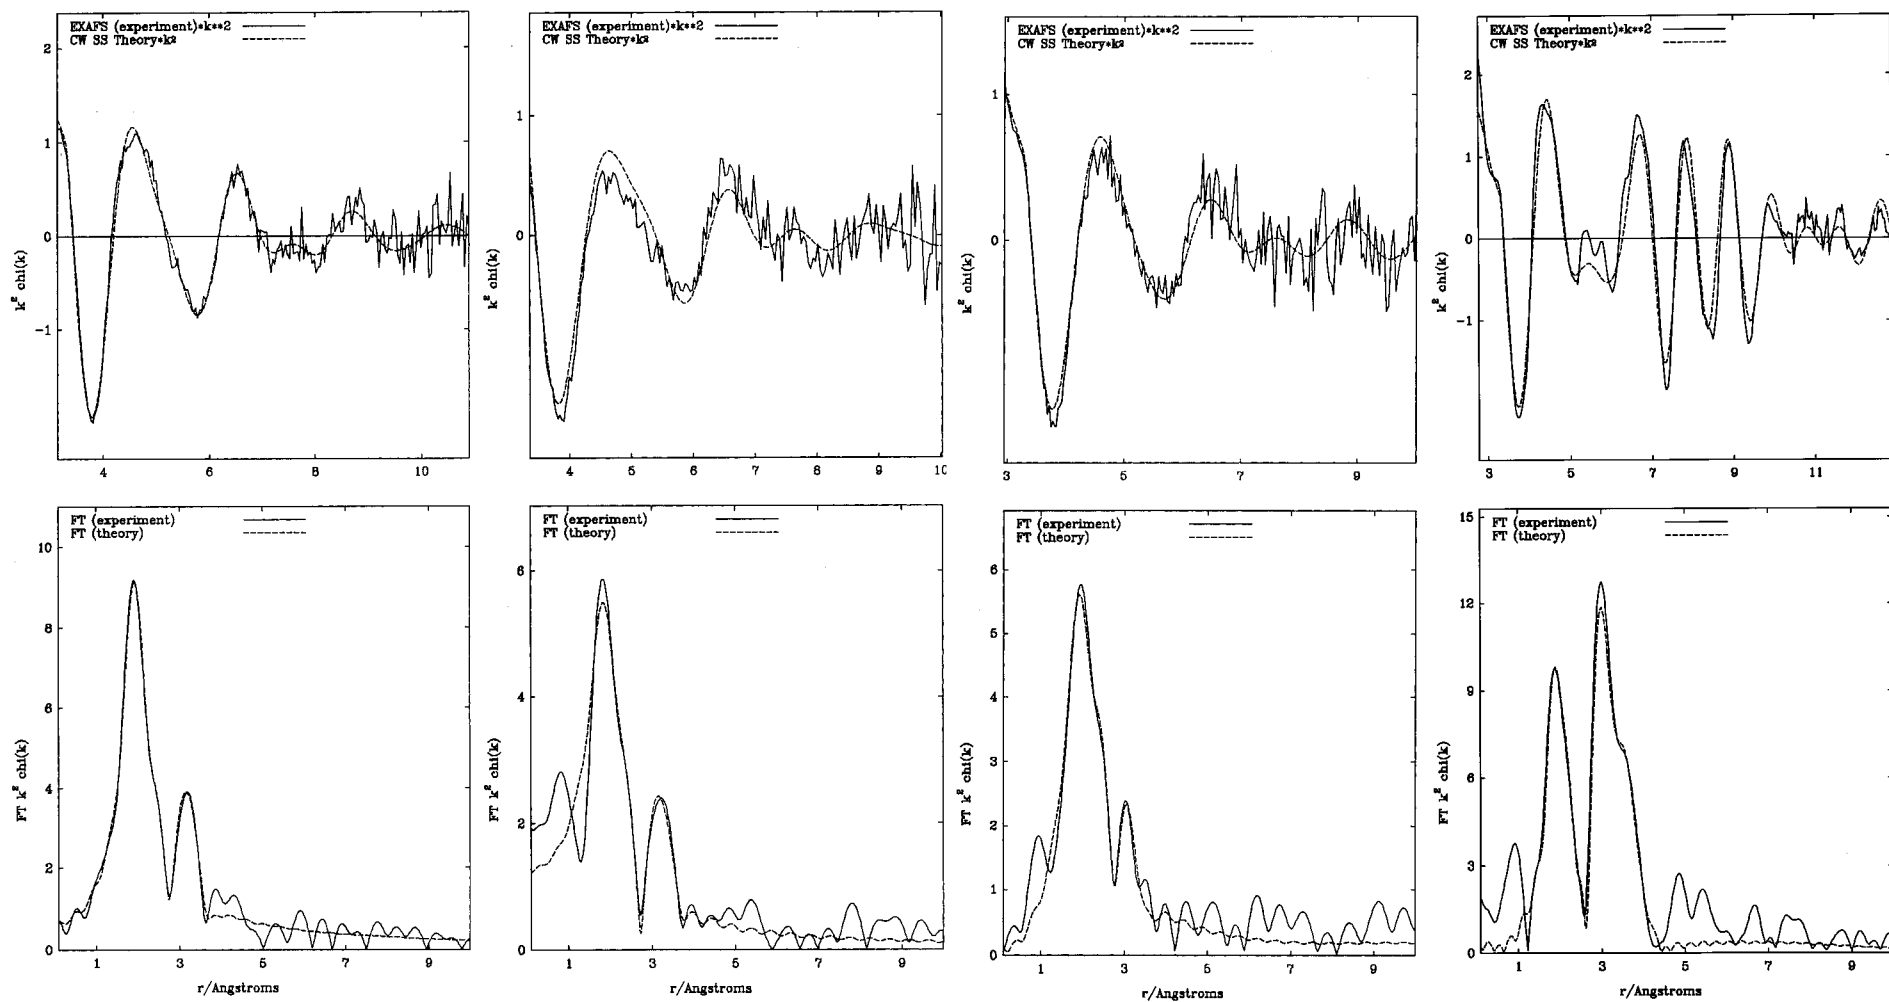 EXAFS (experiment)*k**2
CW SS Theory*k²
2
1
0
-1
k² chi(k)
4
6
8
10
EXAFS (experiment)*k**2
CW SS Theory*k²
1
0
k² chi(k)
4
5
6
7
8
9
10
EXAFS (experiment)*k**2
CW SS Theory*k²
1
0
k² chi(k)
3
5
7
9
EXAFS (experiment)*k**2
CW SS Theory*k²
2
1
0
-1
k² chi(k)
3
5
7
9
11
FT (experiment)
FT (theory)
10
8
6
4
2
0
FT k² chi(k)
1
3
5
7
9
r/Angstroms
FT (experiment)
FT (theory)
6
4
2
0
FT k² chi(k)
1
3
5
7
9
r/Angstroms
FT (experiment)
FT (theory)
6
5
4
3
2
1
0
FT k² chi(k)
1
3
5
7
9
r/Angstroms
FT (experiment)
FT (theory)
15
12
9
6
3
0
FT k² chi(k)
1
3
5
7
9
r/Angstroms